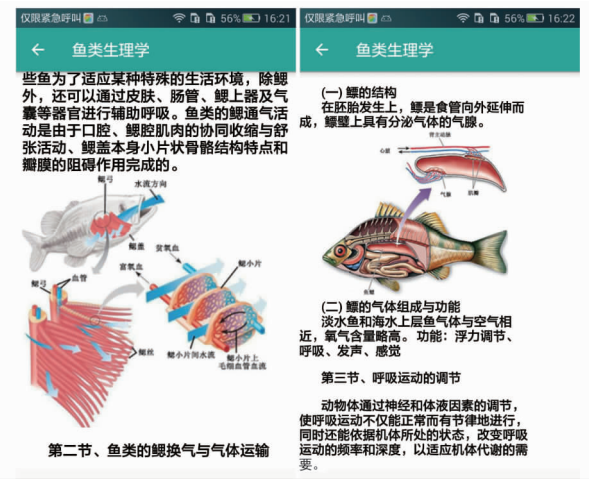 仅限紧急呼叫
56%
16:21
鱼类生理学
些鱼为了适应某种特殊的生活环境，除鳃
外，还可以通过皮肤、肠管、鳃上器及气
囊等器官进行辅助呼吸。鱼类的鳃通气活
动是由于口腔、鳃腔肌肉的协同收缩与舒
张活动、鳃盖本身小片状骨骼结构特点和
瓣膜的阻碍作用完成的。
鳃弓
水流方向
鳃盖
贫氧血
富氧血
鳃小片
鳃弓
血管
鳃丝
鳃小片间水流
鳃小片上
毛细血管血流
第二节、鱼类的鳃换气与气体运输
仅限紧急呼叫
56%
16:22
鱼类生理学
(一) 鳔的结构
在胚胎发生上，鳔是食管向外延伸而
成，鳔壁上具有分泌气体的气腺。
背主动脉
心脏
气腺
肌瓣
鱼鳔
(二) 鳔的气体组成与功能
淡水鱼和海水上层鱼气体与空气相
近，氧气含量略高。功能：浮力调节、
呼吸、发声、感觉
第三节、呼吸运动的调节
动物体通过神经和体液因素的调节，
使呼吸运动不仅能正常而有节律地进行，
同时还能依据机体所处的状态，改变呼吸
运动的频率和深度，以适应机体代谢的需
要。